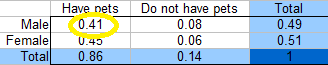 Have pets Do not have pets Total
Male 0.41 0.08 0.49
Female 0.45 0.06 0.51
Total 0.86 0.14 1